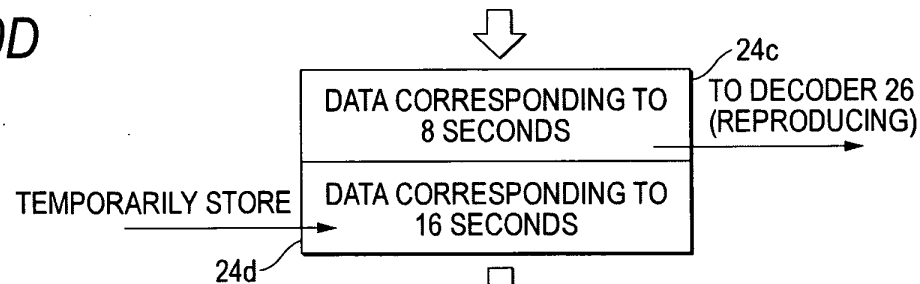 24c
DATA CORRESPONDING TO
8 SECONDS
TO DECODER 26
(REPRODUCING)
TEMPORARILY STORE
DATA CORRESPONDING TO
16 SECONDS
24d